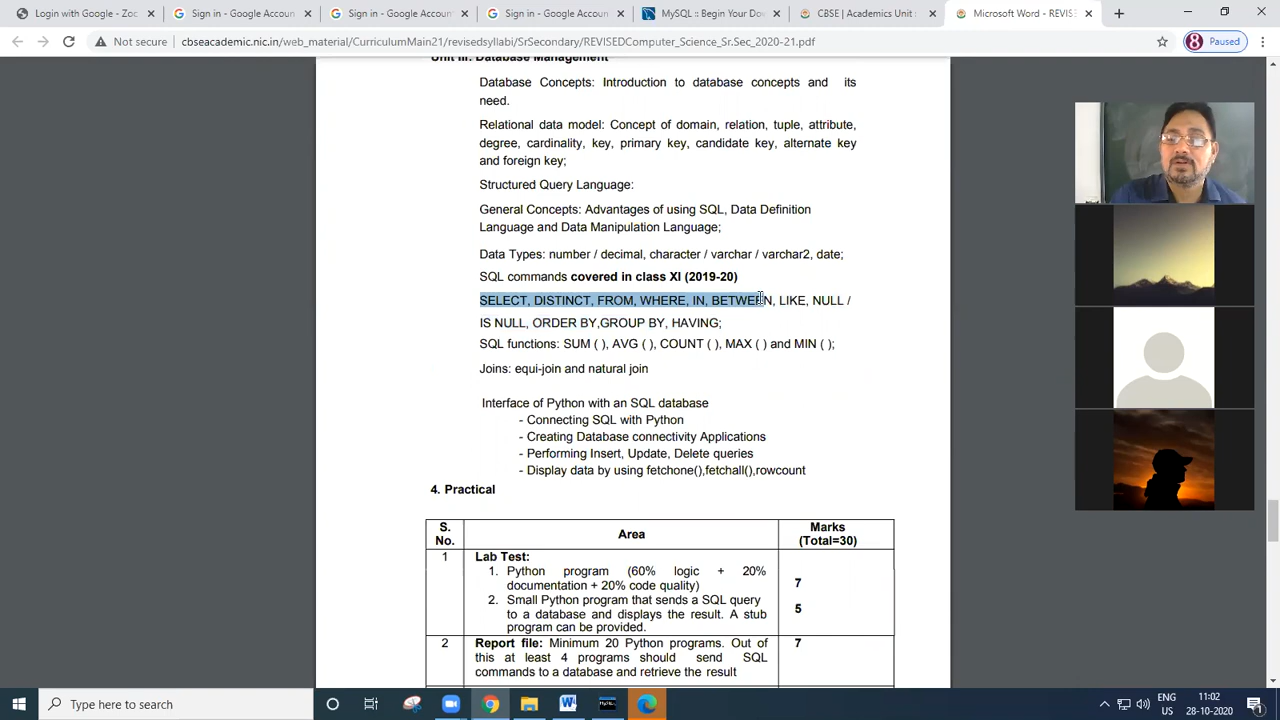 Login with Google - Zoc
Sign in - Google Accoun
Sign in - Google Accoun
Sign in - Google Accoun
MySQL :: Begin Your Dow
CBSE | Academics Unit :
Microsoft Word - REVISE
Not secure | cbseacademic.nic.in/web_material/CurriculumMain21/revisedsyllabi/SrSecondary/REVISEDComputer_Science_Sr.Sec_2020-21.pdf
8 Paused
Unit III: Database Management
Database Concepts: Introduction to database concepts and its
need.
Relational data model: Concept of domain, relation, tuple, attribute,
degree, cardinality, key, primary key, candidate key, alternate key
and foreign key;
Structured Query Language:
General Concepts: Advantages of using SQL, Data Definition
Language and Data Manipulation Language;
Data Types: number / decimal, character / varchar / varchar2, date;
SQL commands covered in class XI (2019-20)
SELECT, DISTINCT, FROM, WHERE, IN, BETWEEN, LIKE, NULL /
IS NULL, ORDER BY,GROUP BY, HAVING;
SQL functions: SUM ( ), AVG ( ), COUNT ( ), MAX ( ) and MIN ( );
Joins: equi-join and natural join
Interface of Python with an SQL database
- Connecting SQL with Python
- Creating Database connectivity Applications
- Performing Insert, Update, Delete queries
- Display data by using fetchone(),fetchall(),rowcount
4. Practical
S. No.
Area
Marks (Total=30)
1
Lab Test:
1. Python program (60% logic + 20%
documentation + 20% code quality)
7
2. Small Python program that sends a SQL query
to a database and displays the result. A stub
program can be provided.
5
2
Report file: Minimum 20 Python programs. Out of
this at least 4 programs should send SQL
commands to a database and retrieve the result
7
Type here to search
ENG
US
11:02
28-10-2020